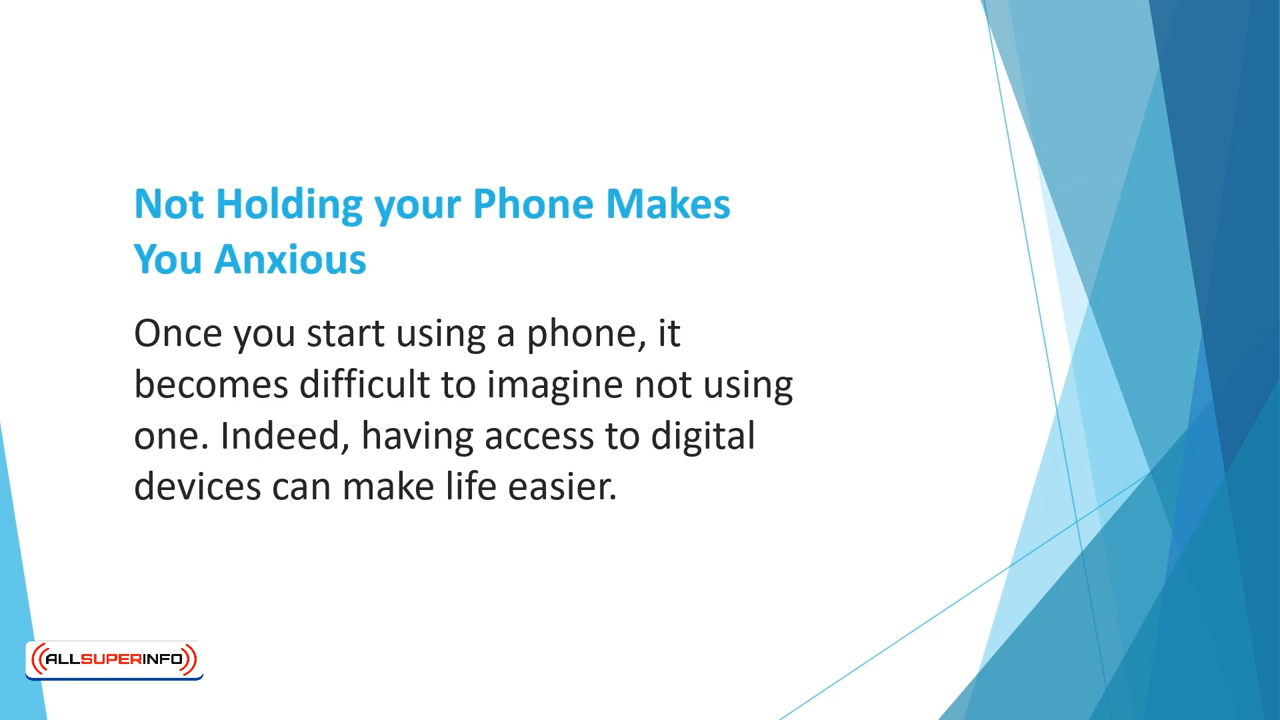 Not Holding your Phone Makes
You Anxious
Once you start using a phone, it
becomes difficult to imagine not using
one. Indeed, having access to digital
devices can make life easier.
((ALLSUPERINFO))